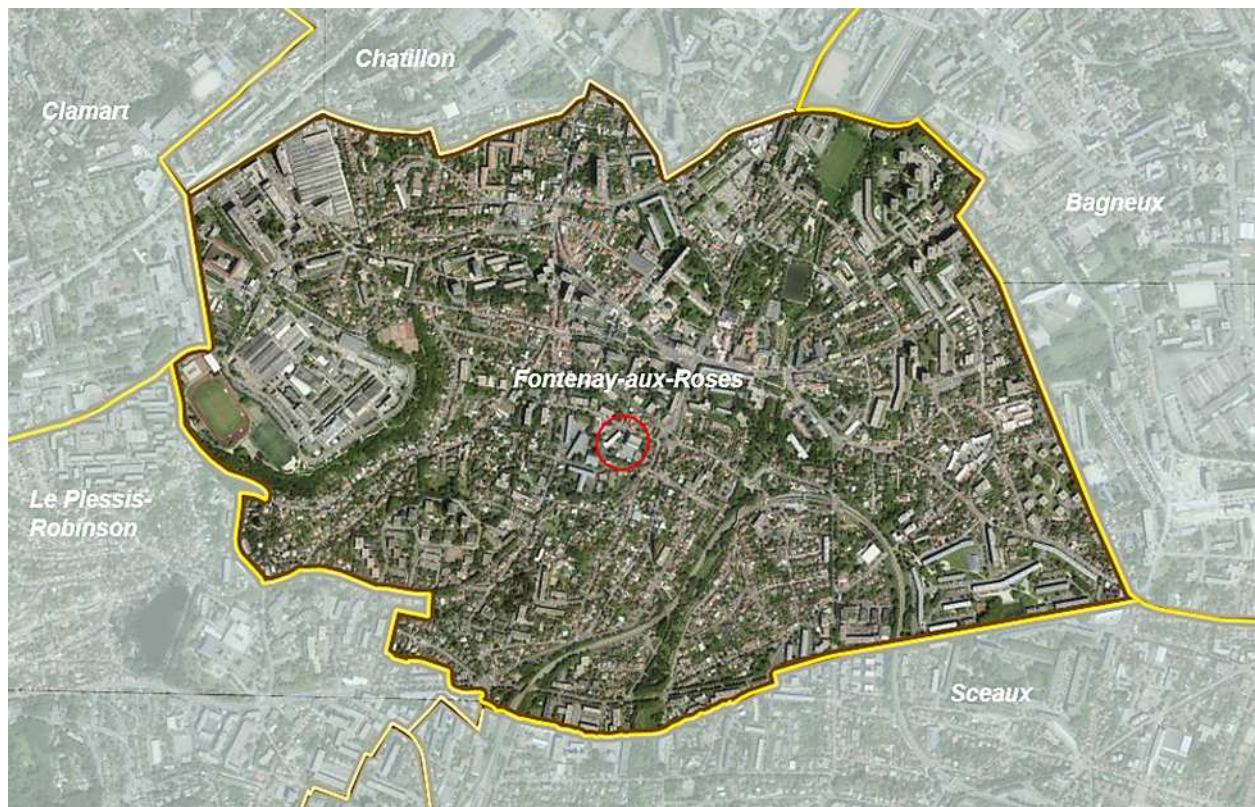 Chatillon
Clamart
Bagneux
Fontenay-aux-Roses
Le Plessis-
Robinson
Sceaux